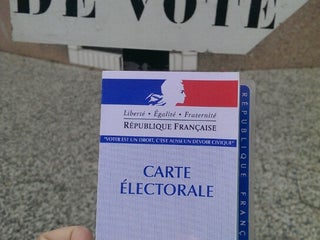 DE VOTE
Liberté • Égalité • Fraternité
RÉPUBLIQUE FRANÇAISE
"VOTER EST UN DROIT, C'EST AUSSI UN DEVOIR CIVIQUE"
CARTE
ÉLECTORALE
RÉPUBLIQUE FRANÇ